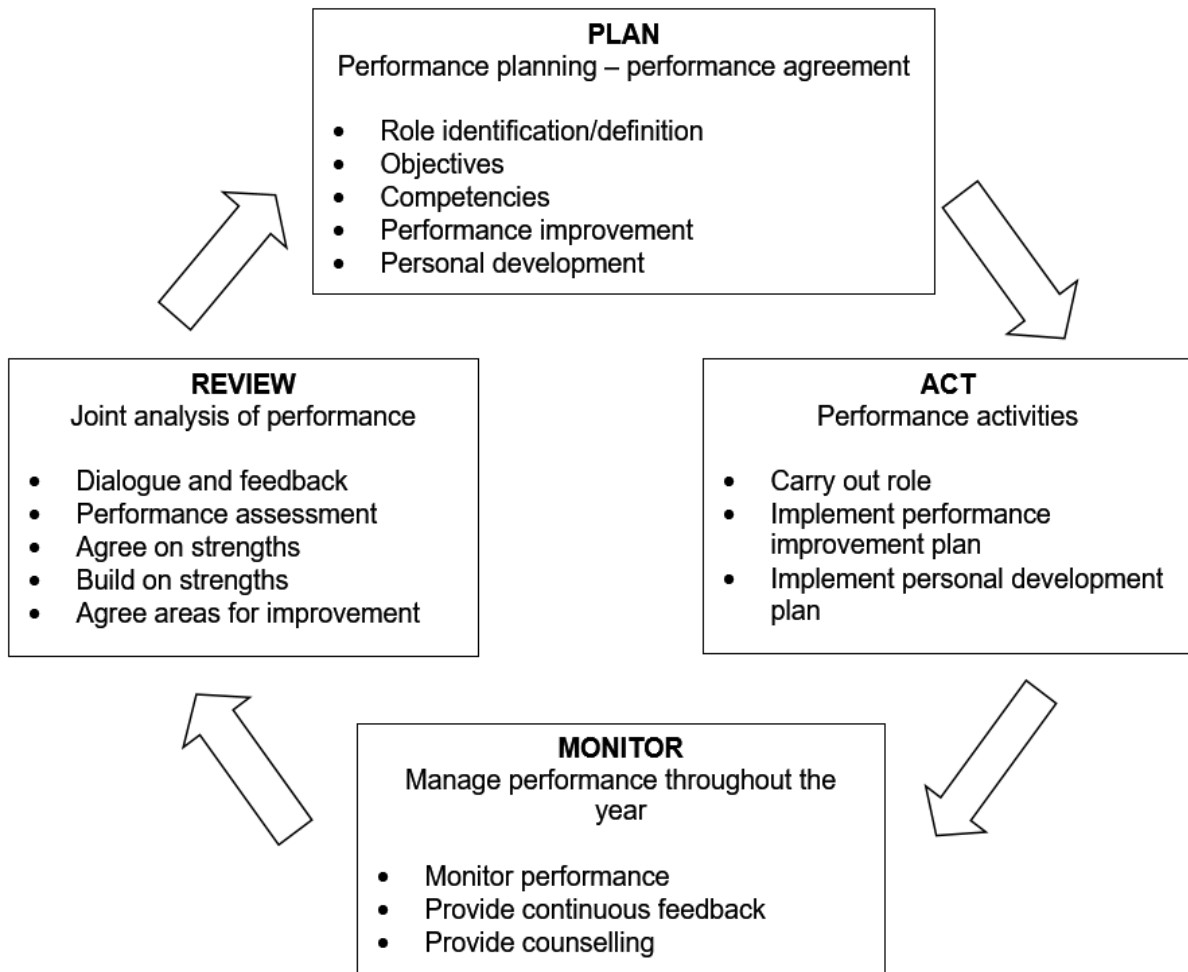 PLAN
Performance planning – performance agreement
• Role identification/definition
• Objectives
• Competencies
• Performance improvement
• Personal development
REVIEW
Joint analysis of performance
• Dialogue and feedback
• Performance assessment
• Agree on strengths
• Build on strengths
• Agree areas for improvement
ACT
Performance activities
• Carry out role
• Implement performance
improvement plan
• Implement personal development
plan
MONITOR
Manage performance throughout the
year
• Monitor performance
• Provide continuous feedback
• Provide counselling